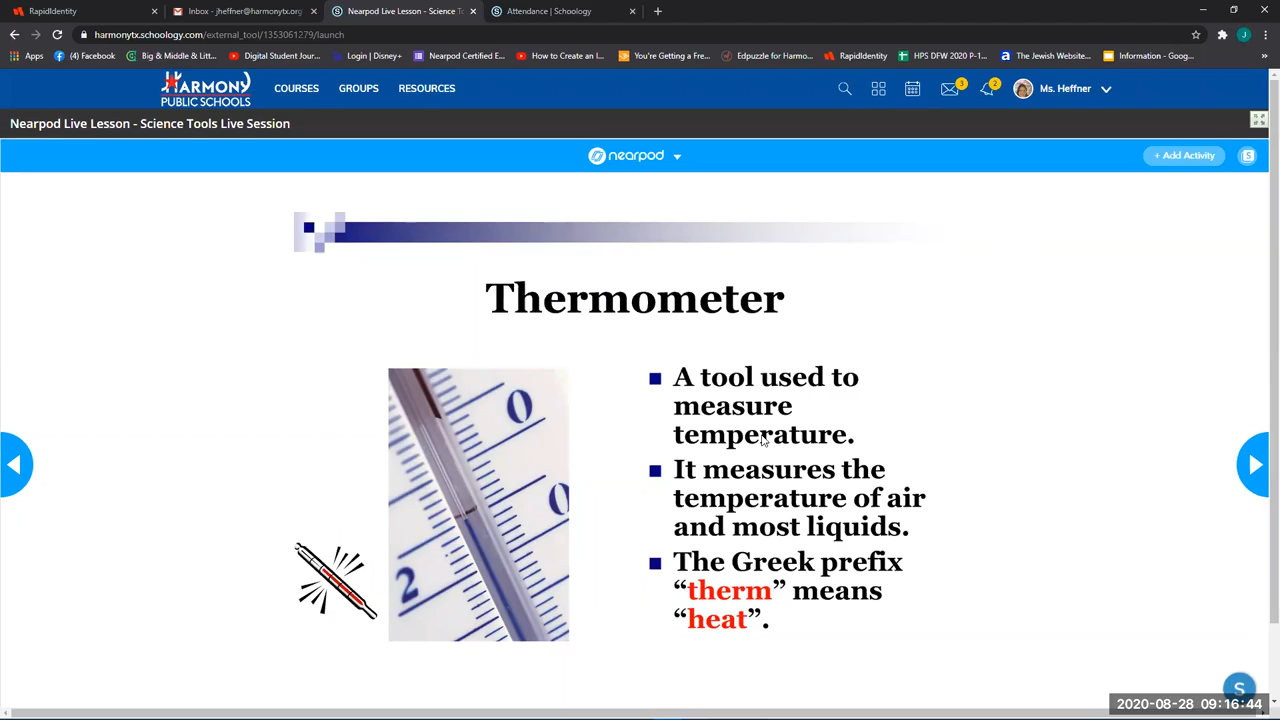 RapidIdentity
Inbox - jheffner@harmonytx.org
Nearpod Live Lesson - Science T
Attendance | Schoology
harmonytx.schoology.com/external_tool/1353061279/launch
Apps
(4) Facebook
Big & Middle & Litt...
Digital Student Jour...
Login | Disney+
Nearpod Certified E...
How to Create an I...
You're Getting a Fre...
Edpuzzle for Harmo...
RapidIdentity
HPS DFW 2020 P-1...
The Jewish Website...
Information - Goog...
HARMONY
PUBLIC SCHOOLS
COURSES
GROUPS
RESOURCES
3
2
Ms. Heffner
Nearpod Live Lesson - Science Tools Live Session
nearpod
+ Add Activity
S
Thermometer
A tool used to
measure
temperature.
It measures the
temperature of air
and most liquids.
The Greek prefix
“therm” means
“heat”.
0
0
2
S
2020-08-28 09:16:44